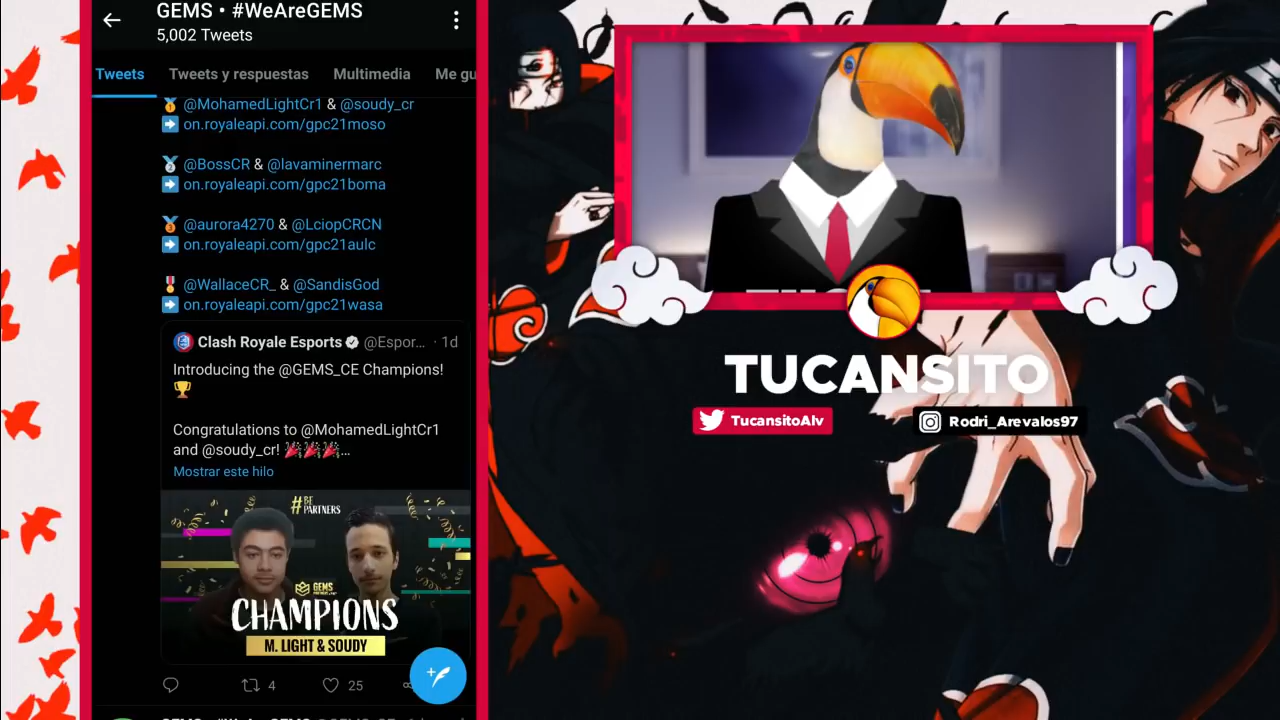 GEMS • #WeAreGEMS
5,002 Tweets
Tweets
Tweets y respuestas
Multimedia
Me gu
🥇 @MohamedLightCr1 & @soudy_cr
➡ on.royaleapi.com/gpc21moso
🥈 @BossCR & @lavaminermarc
➡ on.royaleapi.com/gpc21boma
🥉 @aurora4270 & @LciopCRCN
➡ on.royaleapi.com/gpc21aulc
🎖 @WallaceCR_ & @SandisGod
➡ on.royaleapi.com/gpc21wasa
Clash Royale Esports @Espor... · 1d
Introducing the @GEMS_CE Champions!
🏆
Congratulations to @MohamedLightCr1
and @soudy_cr! 🎉🎉🎉...
Mostrar este hilo
#BE
PARTNERS
GEMS
CHAMPIONS
M. LIGHT & SOUDY
4
25
TUCANSITO
TucansitoAlv
Rodri_Arevalos97